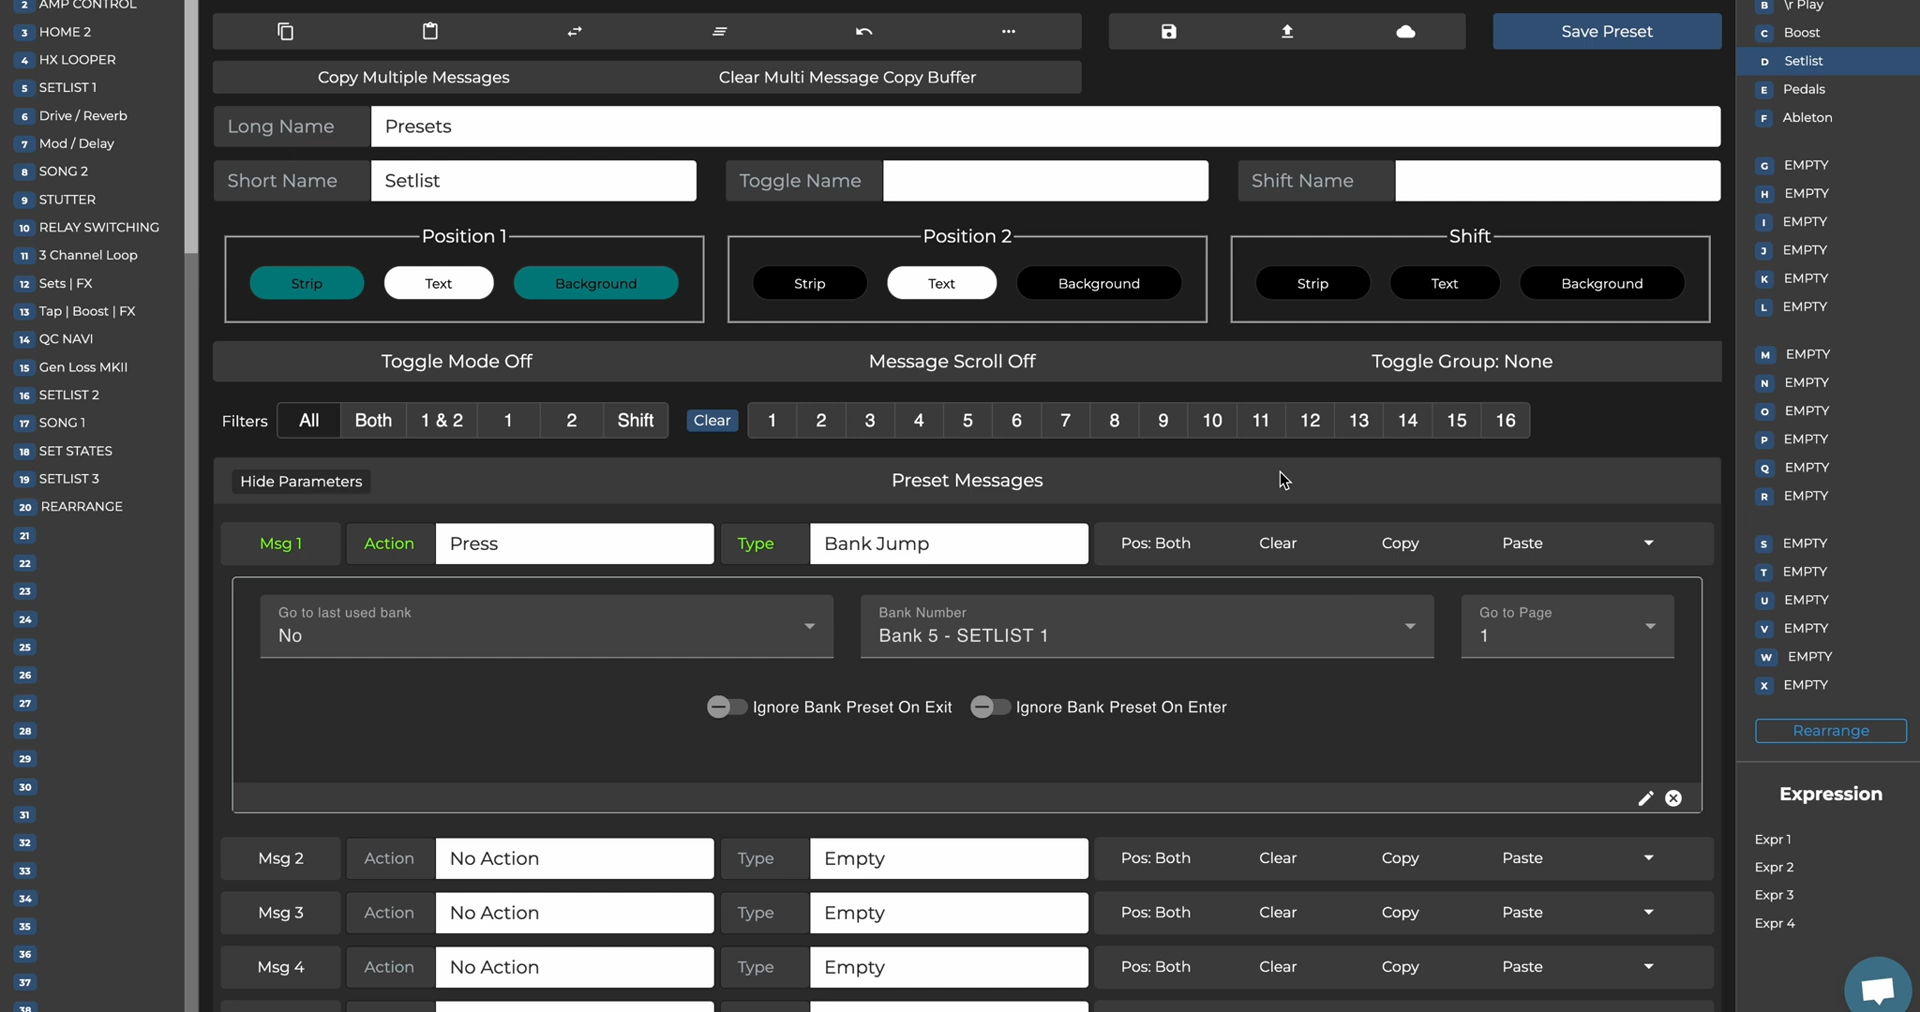 2 AMP CONTROL
3 HOME 2
4 HX LOOPER
5 SETLIST 1
6 Drive / Reverb
7 Mod / Delay
8 SONG 2
9 STUTTER
10 RELAY SWITCHING
11 3 Channel Loop
12 Sets | FX
13 Tap | Boost | FX
14 QC NAVI
15 Gen Loss MKII
16 SETLIST 2
17 SONG 1
18 SET STATES
19 SETLIST 3
20 REARRANGE
21
22
23
24
25
26
27
28
29
30
31
32
33
34
35
36
37
38
Save Preset
Copy Multiple Messages Clear Multi Message Copy Buffer
Long Name Presets
Short Name Setlist Toggle Name Shift Name
Position 1 Position 2 Shift
Strip Text Background Strip Text Background Strip Text Background
Toggle Mode Off Message Scroll Off Toggle Group: None
Filters All Both 1 & 2 1 2 Shift Clear 1 2 3 4 5 6 7 8 9 10 11 12 13 14 15 16
Hide Parameters Preset Messages
Msg 1 Action Press Type Bank Jump Pos: Both Clear Copy Paste
Go to last used bank Bank Number Go to Page
No Bank 5 - SETLIST 1 1
Ignore Bank Preset On Exit Ignore Bank Preset On Enter
Msg 2 Action No Action Type Empty Pos: Both Clear Copy Paste
Msg 3 Action No Action Type Empty Pos: Both Clear Copy Paste
Msg 4 Action No Action Type Empty Pos: Both Clear Copy Paste
B \r Play
C Boost
D Setlist
E Pedals
F Ableton
G EMPTY
H EMPTY
I EMPTY
J EMPTY
K EMPTY
L EMPTY
M EMPTY
N EMPTY
O EMPTY
P EMPTY
Q EMPTY
R EMPTY
S EMPTY
T EMPTY
U EMPTY
V EMPTY
W EMPTY
X EMPTY
Rearrange
Expression
Expr 1
Expr 2
Expr 3
Expr 4